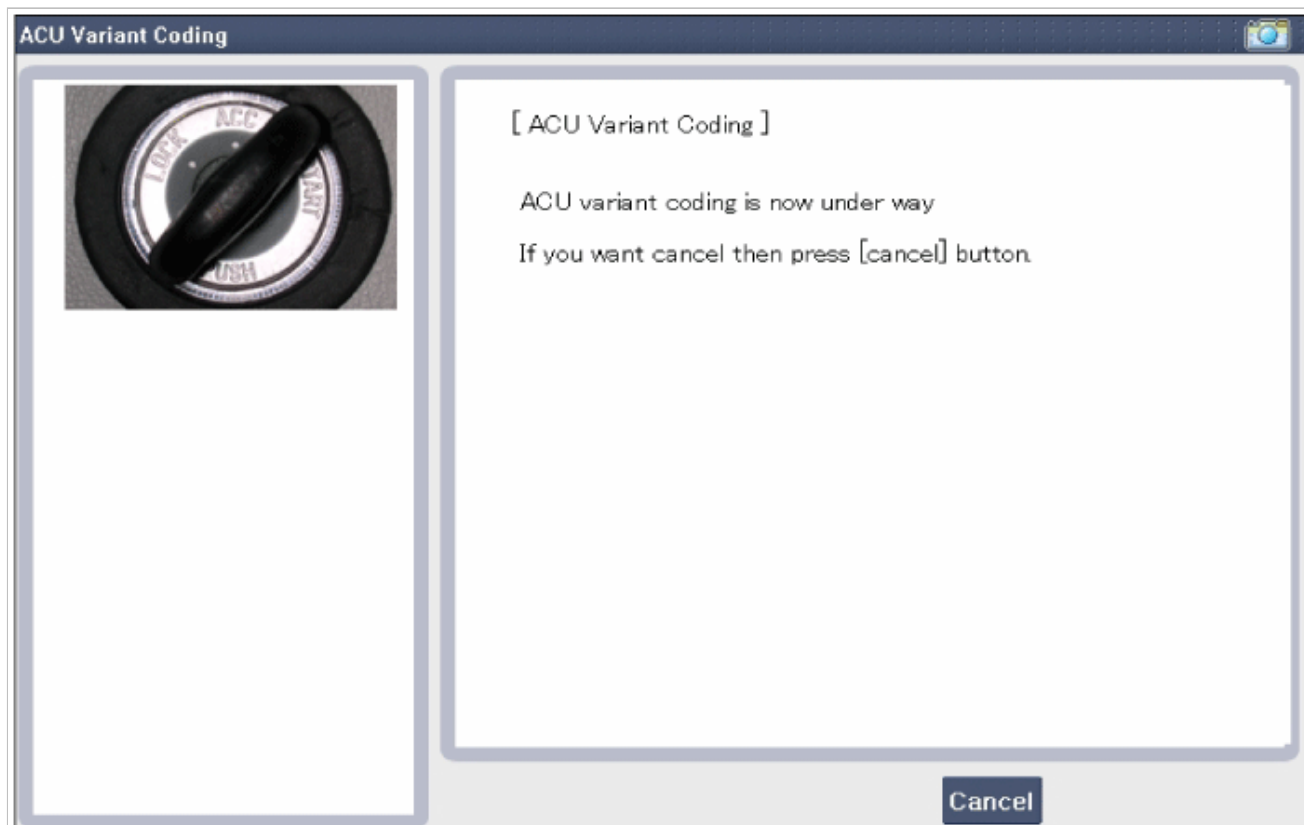 ACU Variant Coding
ACC
LOCK
START
PUSH
[ ACU Variant Coding ]
ACU variant coding is now under way
If you want cancel then press [cancel] button.
Cancel